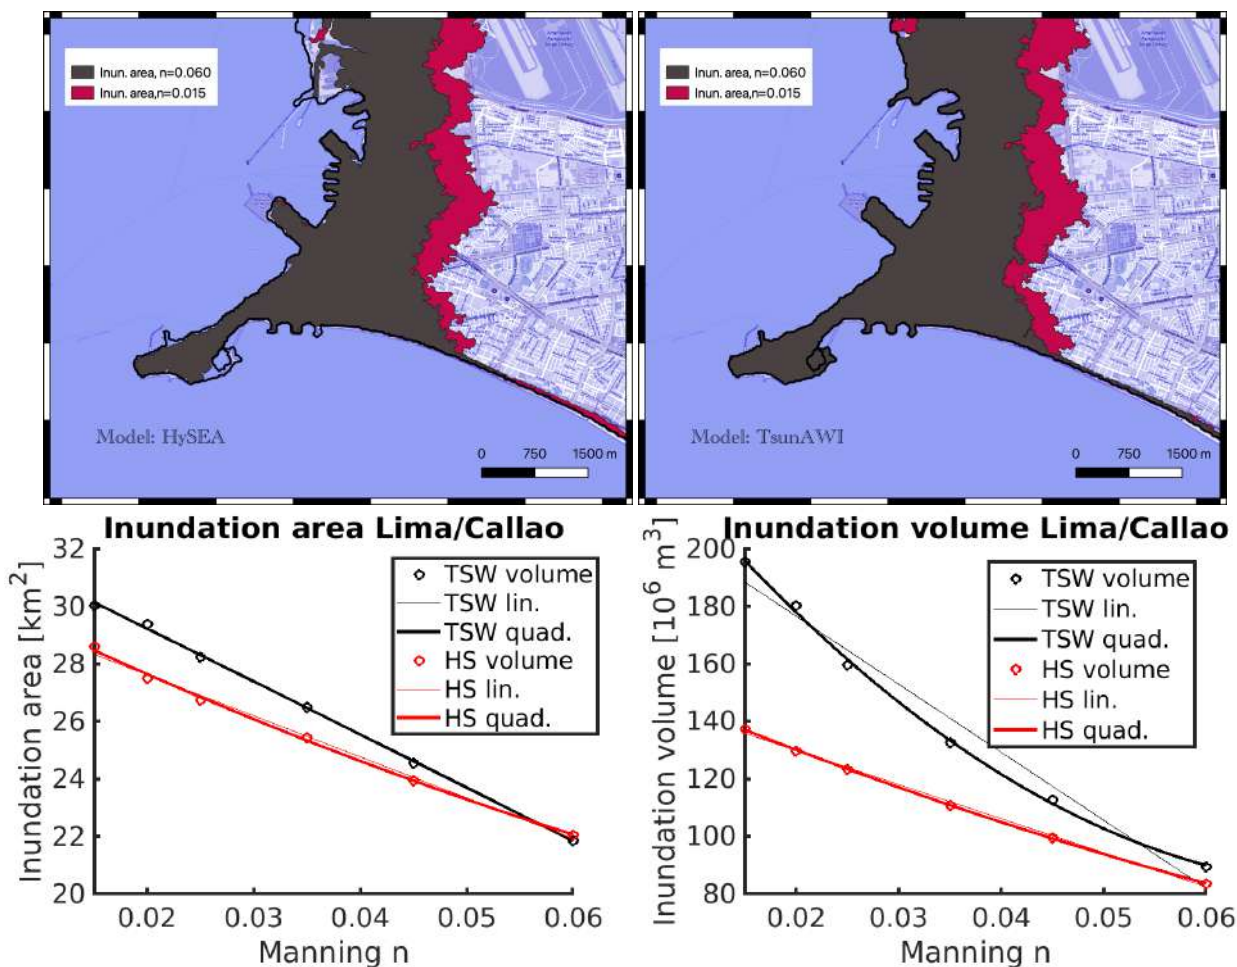 Inun. area, n=0.060
Inun. area,n=0.015
Model: HySEA
0 750 1500 m
Inun. area, n=0.060
Inun. area,n=0.015
Model: TsunAWI
0 750 1500 m
Inundation area Lima/Callao
32
30
28
26
24
22
20
Inundation area [km²]
TSW volume
TSW lin.
TSW quad.
HS volume
HS lin.
HS quad.
0.02 0.03 0.04 0.05 0.06
Manning n
Inundation volume Lima/Callao
200
180
160
140
120
100
80
Inundation volume [10⁶ m³]
TSW volume
TSW lin.
TSW quad.
HS volume
HS lin.
HS quad.
0.02 0.03 0.04 0.05 0.06
Manning n